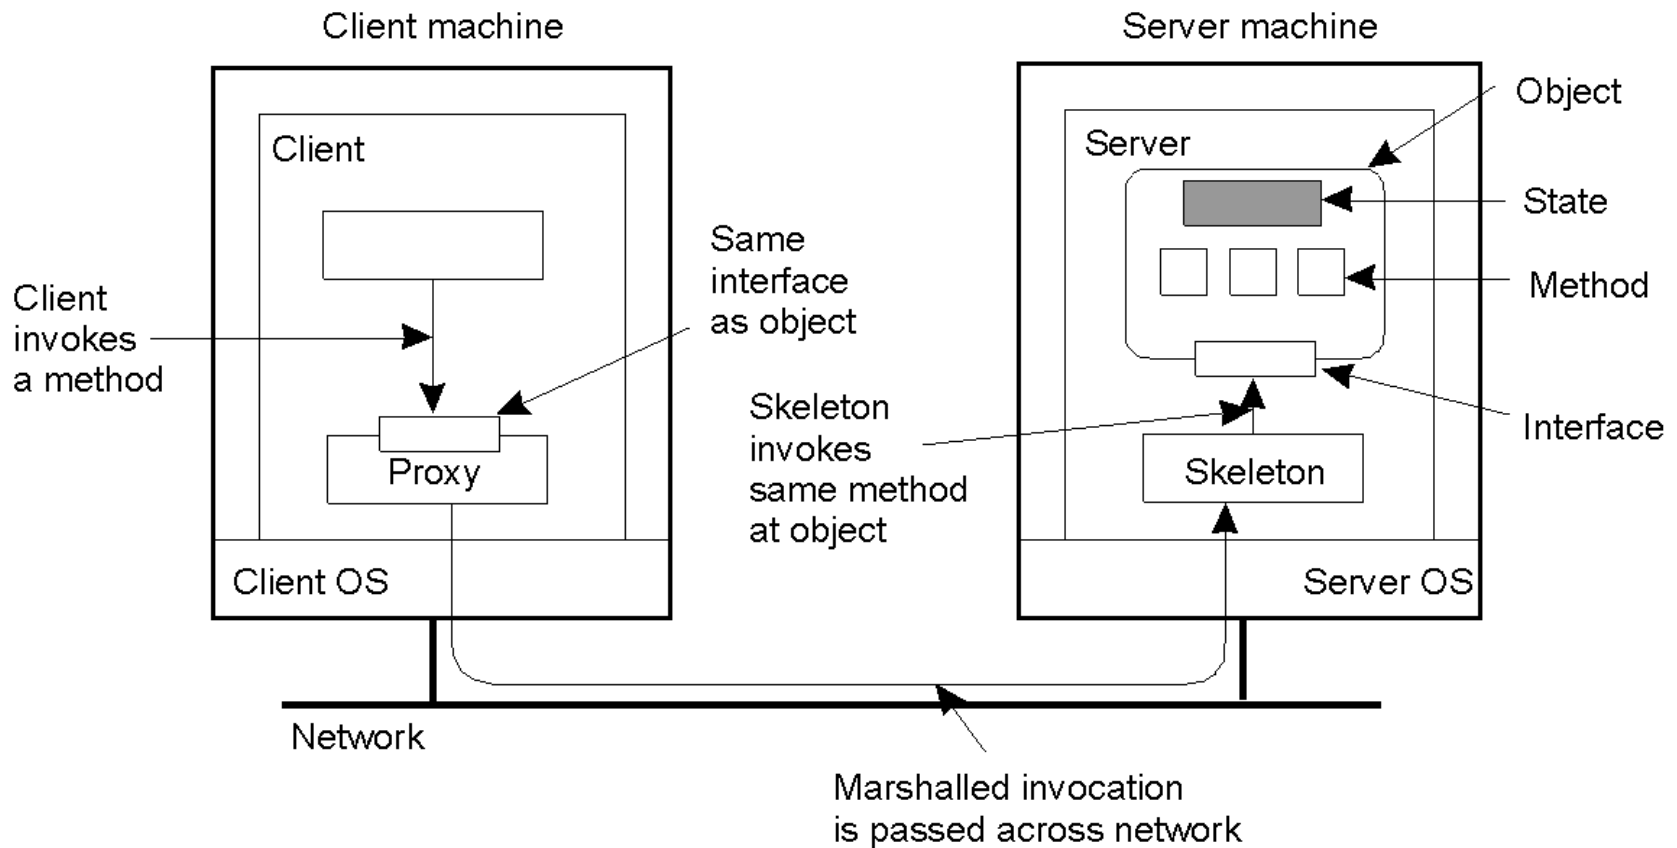 Client machine
Server machine
Object
Client
Server
State
Same
interface
as object
Method
Client
invokes
a method
Skeleton
invokes
same method
at object
Interface
Proxy
Skeleton
Client OS
Server OS
Network
Marshalled invocation
is passed across network